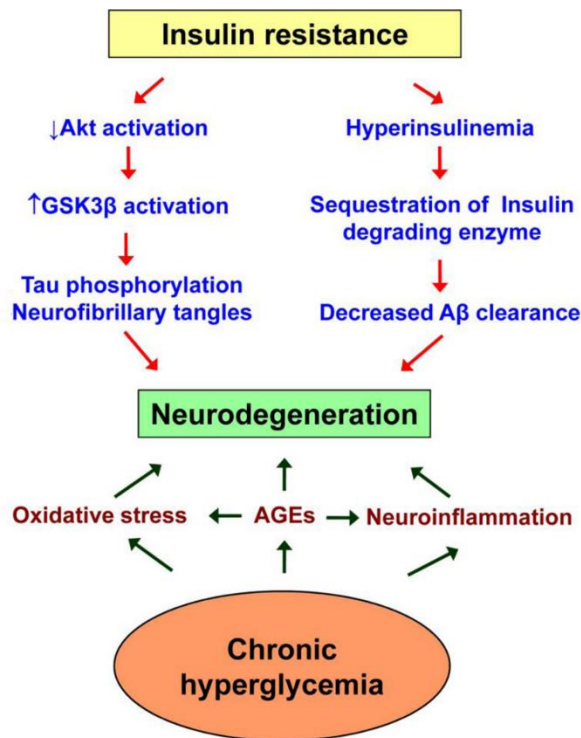 Insulin resistance
↓Akt activation
Hyperinsulinemia
↑GSK3β activation
Sequestration of Insulin
degrading enzyme
Tau phosphorylation
Neurofibrillary tangles
Decreased Aβ clearance
Neurodegeneration
Oxidative stress
AGEs
Neuroinflammation
Chronic
hyperglycemia